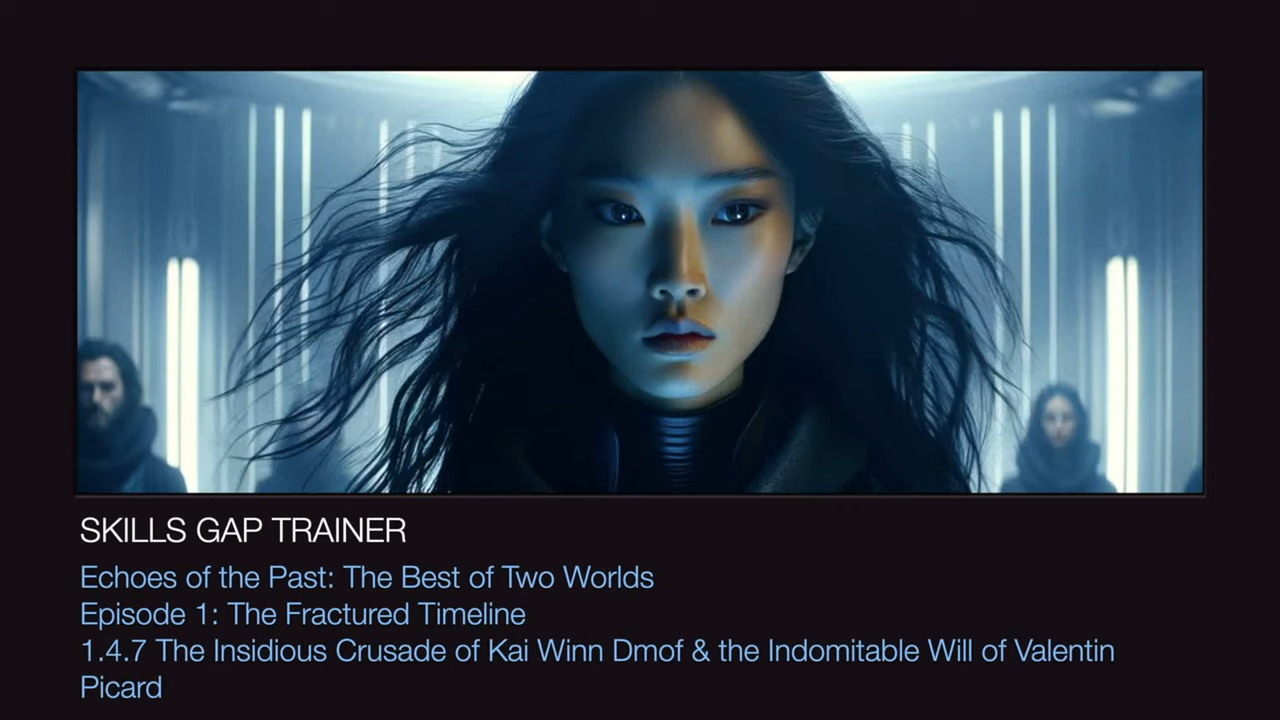 SKILLS GAP TRAINER
Echoes of the Past: The Best of Two Worlds
Episode 1: The Fractured Timeline
1.4.7 The Insidious Crusade of Kai Winn Dmof & the Indomitable Will of Valentin
Picard